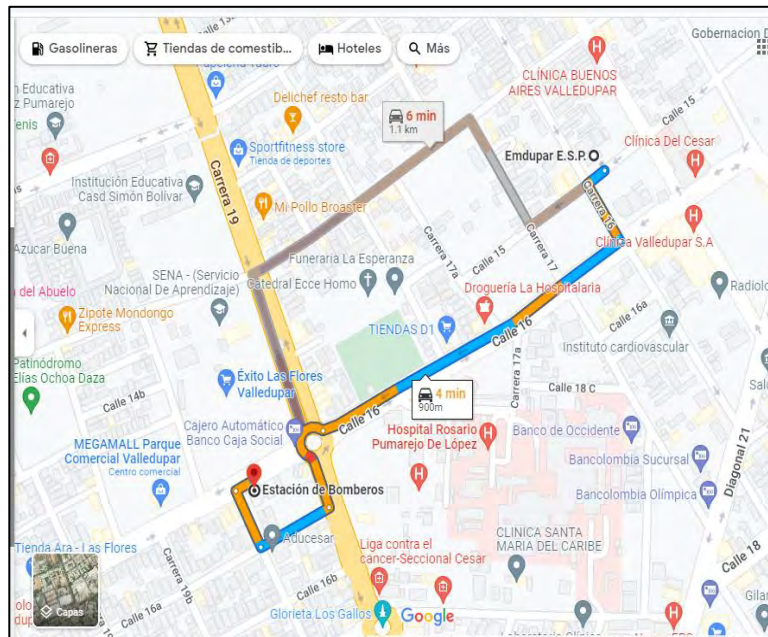 Gasolineras
Tiendas de comestib...
Hoteles
Más
Gobernacion D
CLÍNICA BUENOS
AIRES VALLEDUPAR
n Educativa
z Pumarejo
Delichef resto bar
6 min
1.1 km
Calle 15
Sportfitness store
Tienda de deportes
Emdupar E.S.P.
Clínica Del Cesar
Carrera 19
Institución Educativa
Casd Simón Bolívar
Mi Pollo Broaster
Carrera 16
Carrera 17a
Calle 15
Carrera 17
Clínica Valledupar S.A
Azucar Buena
Funeraria La Esperanza
SENA - (Servicio
Nacional De Aprendizaje)
Catedral Ecce Homo
Droguería La Hospitalaria
Radiolo
a del Abuelo
Zipote Mondongo
Express
TIENDAS D1
Calle 16
Calle 16a
Instituto cardiovascular
Patinódromo
Elías Ochoa Daza
Éxito Las Flores
Valledupar
Carrera 17a
Calle 18 C
Calle 14b
4 min
900m
Calle 16
Cajero Automático
Banco Caja Social
Hospital Rosario
Pumarejo De López
Banco de Occidente
MEGAMALL Parque
Comercial Valledupar
Centro comercial
Bancolombia Sucursal
Diagonal 21
Estación de Bomberos
Bancolombia Olímpica
Tienda Ara - Las Flores
Aducesar
CLINICA SANTA
MARIA DEL CARIBE
Calle 18
Liga contra el
cancer-Seccional Cesar
Carrera 19b
Calle 16b
Calle 16a
Capas
Glorieta Los Gallos
Google